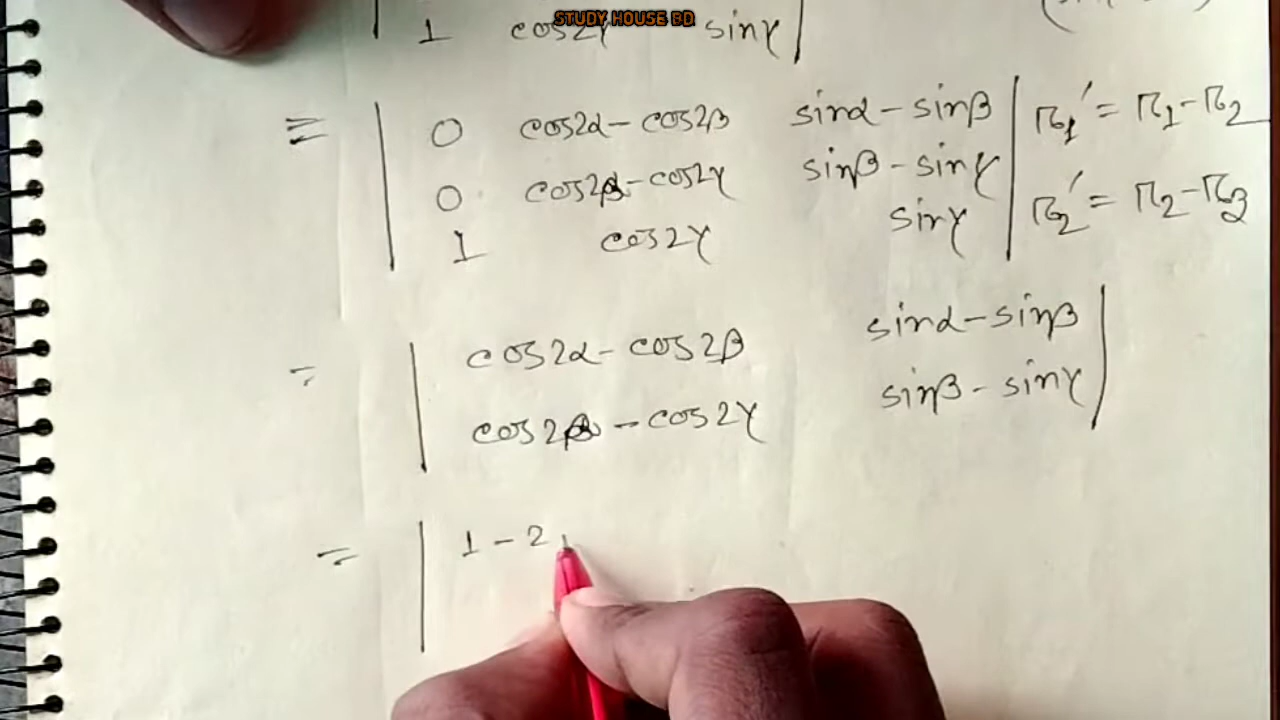 STUDY HOUSE BD
| 1 cos2γ sinγ |
= | 0 cos2α – cos2β sinα – sinβ | r₁′ = r₁ – r₂
| 0 cos2β – cos2γ sinβ – sinγ | r₂′ = r₂ – r₃
| 1 cos2γ sinγ |
= | cos2α – cos2β sinα – sinβ |
| cos2β – cos2γ sinβ – sinγ |
= | 1 – 2